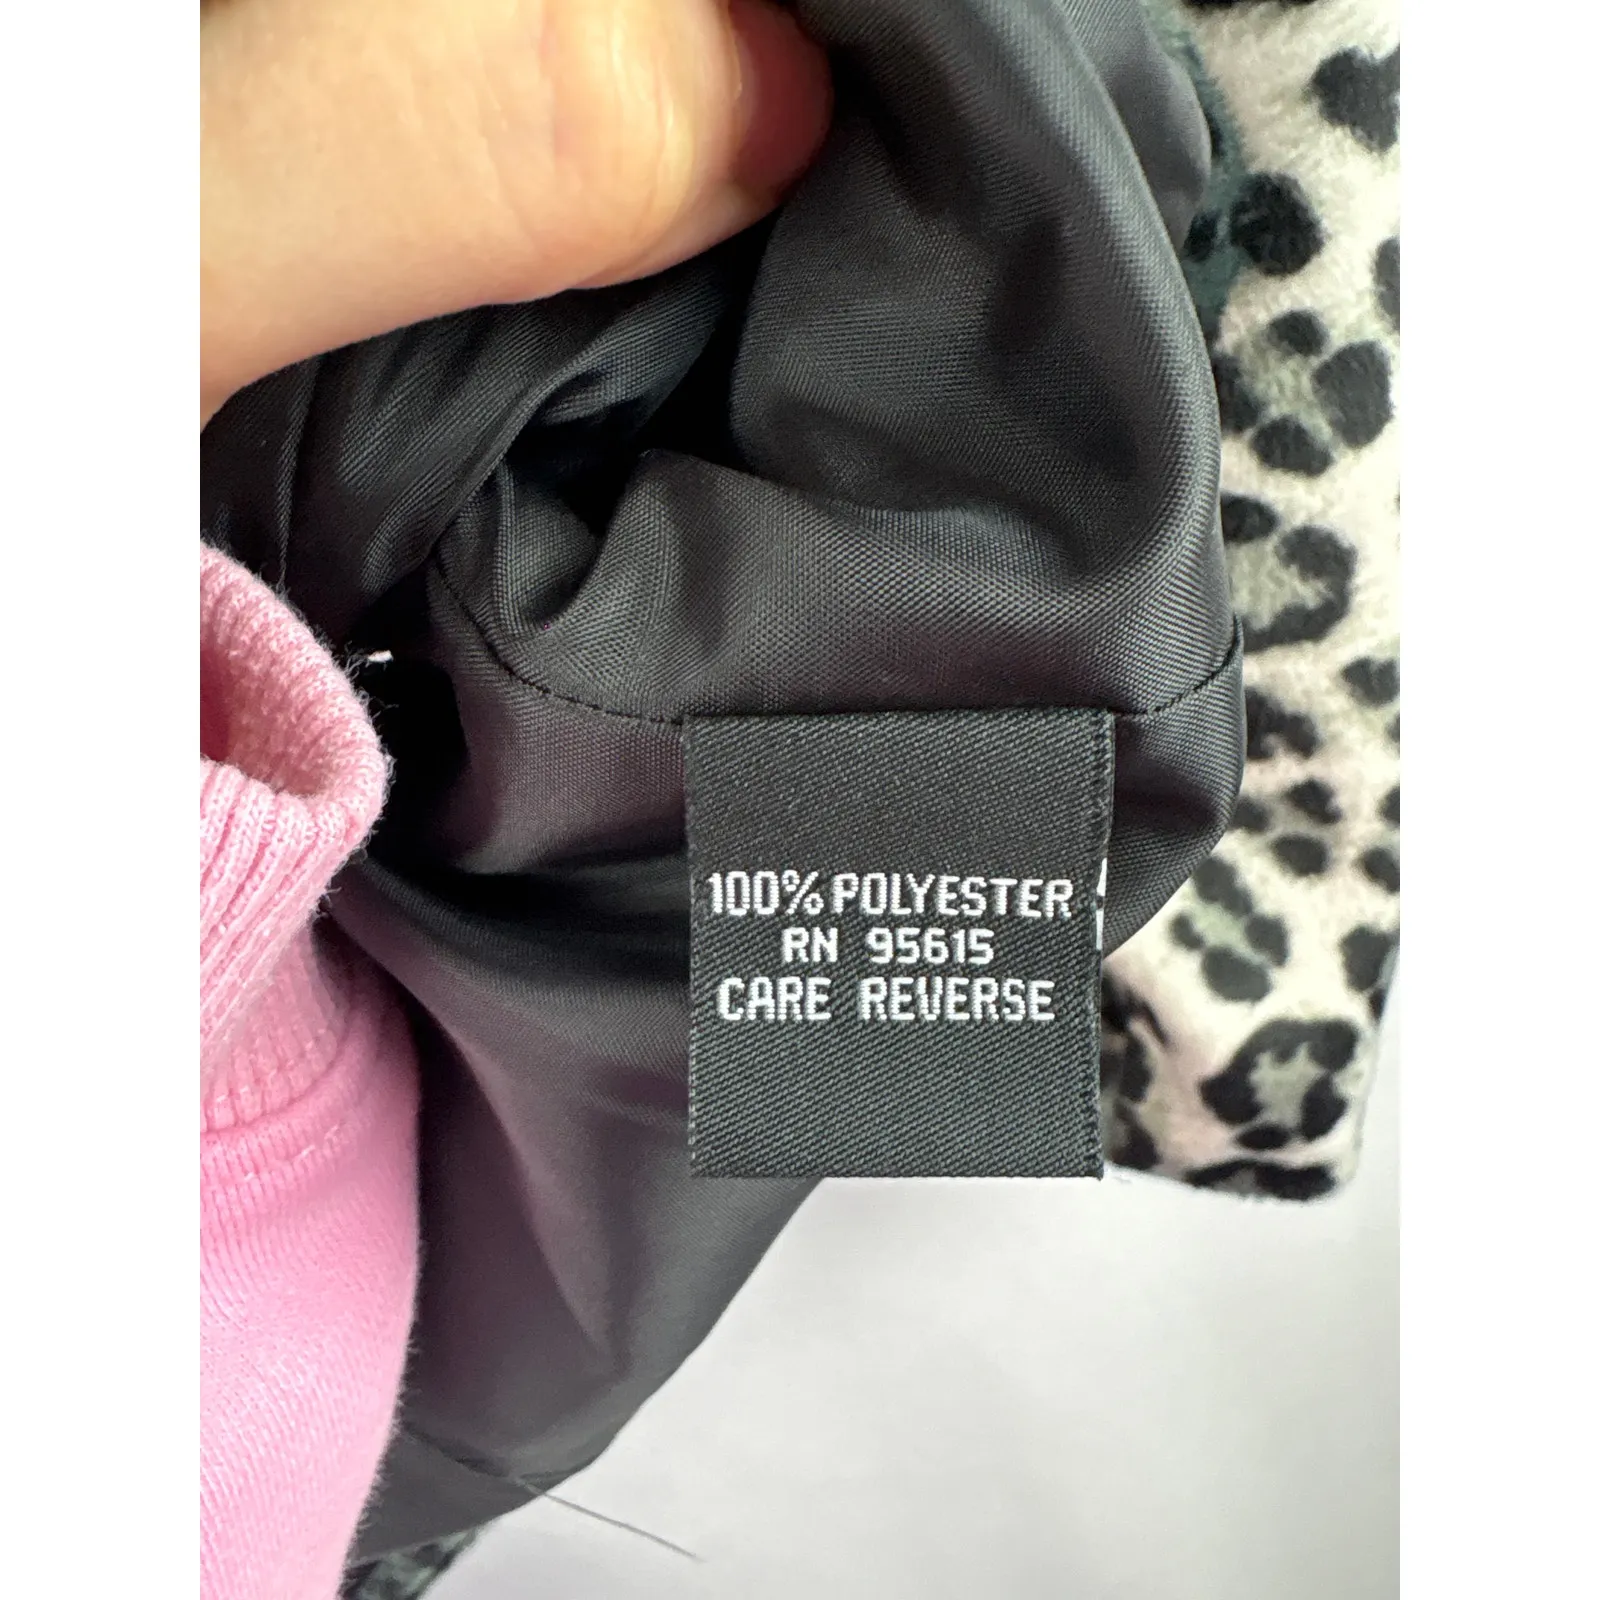 100% POLYESTER
RN 95615
CARE REVERSE